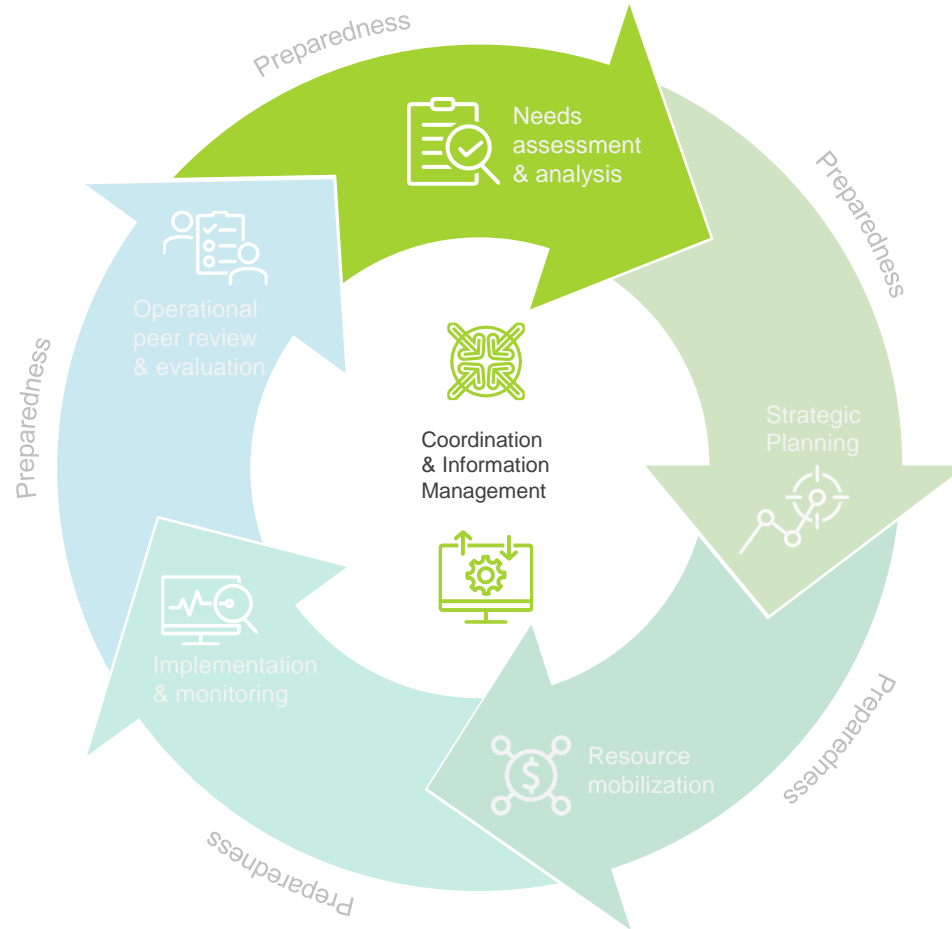 Preparedness
Needs
assessment
& analysis
Preparedness
Strategic
Planning
Preparedness
Resource
mobilization
Preparedness
Implementation
& monitoring
Preparedness
Operational
peer review
& evaluation
Coordination
& Information
Management
$